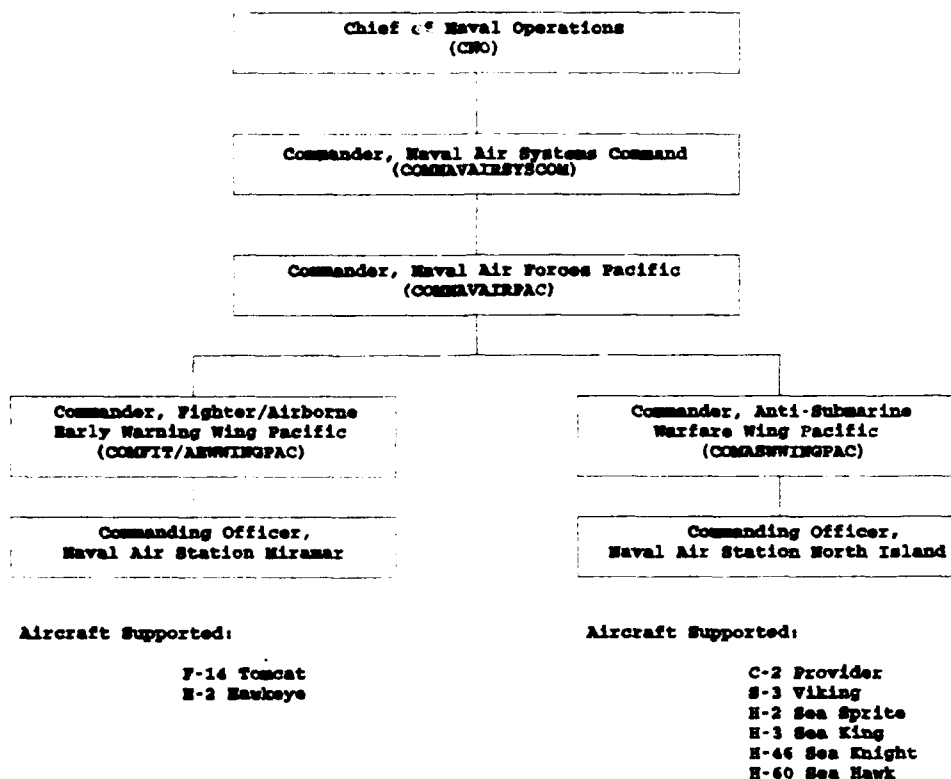 Chief of Naval Operations
(CNO)
Commander, Naval Air Systems Command
(COMNAVAIRSYSCOM)
Commander, Naval Air Forces Pacific
(COMNAVAIRPAC)
Commander, Fighter/Airborne
Early Warning Wing Pacific
(COMFIT/AEWWINGPAC)
Commander, Anti-Submarine
Warfare Wing Pacific
(COMASWWINGPAC)
Commanding Officer,
Naval Air Station Miramar
Commanding Officer,
Naval Air Station North Island
Aircraft Supported:
F-14 Tomcat
E-2 Hawkeye
Aircraft Supported:
C-2 Provider
S-3 Viking
H-2 Sea Sprite
H-3 Sea King
H-46 Sea Knight
H-60 Sea Hawk